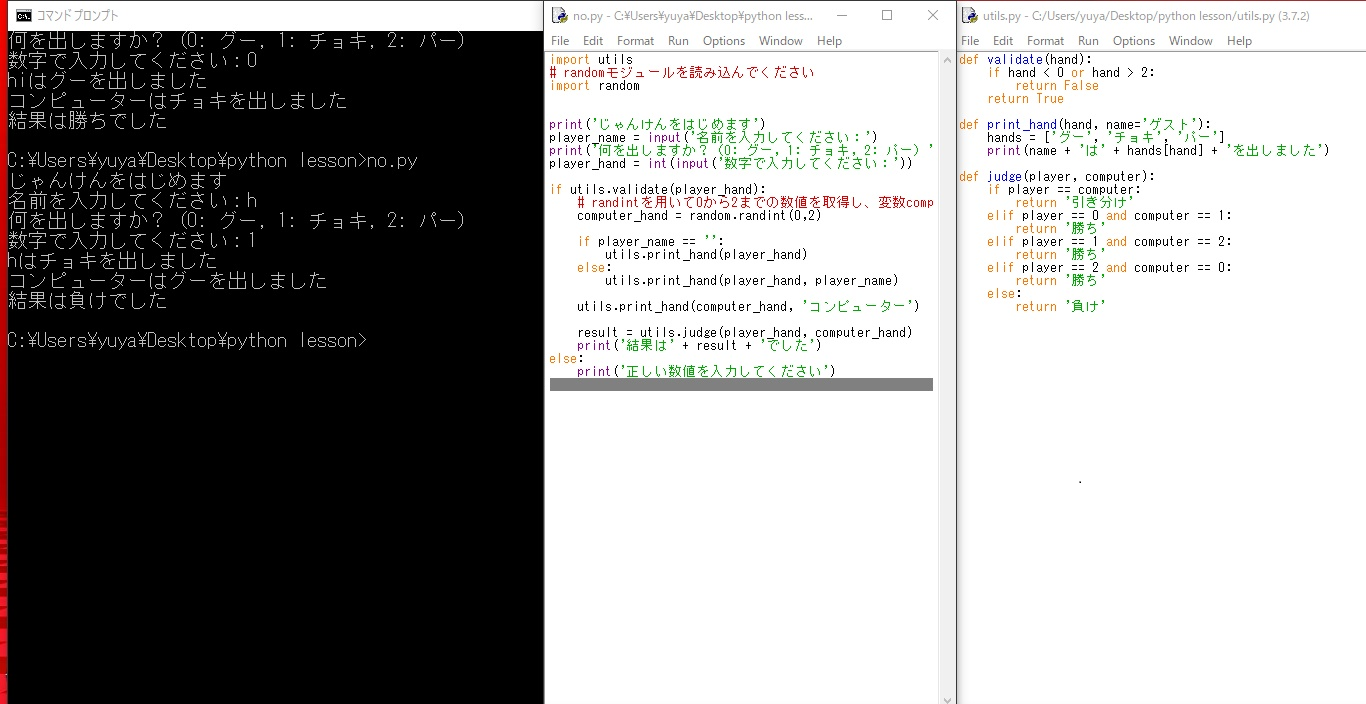 コマンドプロンプト
何を出しますか？（0: グー, 1: チョキ, 2: パー）
数字で入力してください：0
hiはグーを出しました
コンピューターはチョキを出しました
結果は勝ちでした
C:¥Users¥yuya¥Desktop¥python lesson>no.py
じゃんけんをはじめます
名前を入力してください：h
何を出しますか？（0: グー, 1: チョキ, 2: パー）
数字で入力してください：1
hはチョキを出しました
コンピューターはグーを出しました
結果は負けでした
C:¥Users¥yuya¥Desktop¥python lesson>
no.py - C:¥Users¥yuya¥Desktop¥python less...
File Edit Format Run Options Window Help
import utils
# randomモジュールを読み込んでください
import random
print('じゃんけんをはじめます')
player_name = input('名前を入力してください：')
print('何を出しますか？（0: グー, 1: チョキ, 2: パー）'
player_hand = int(input('数字で入力してください：'))
if utils.validate(player_hand):
# randintを用いて0から2までの数値を取得し、変数comp
computer_hand = random.randint(0,2)
if player_name == '':
utils.print_hand(player_hand)
else:
utils.print_hand(player_hand, player_name)
utils.print_hand(computer_hand, 'コンピューター')
result = utils.judge(player_hand, computer_hand)
print('結果は' + result + 'でした')
else:
print('正しい数値を入力してください')
utils.py - C:/Users/yuya/Desktop/python lesson/utils.py (3.7.2)
File Edit Format Run Options Window Help
def validate(hand):
if hand < 0 or hand > 2:
return False
return True
def print_hand(hand, name='ゲスト'):
hands = ['グー', 'チョキ', 'パー']
print(name + 'は' + hands[hand] + 'を出しました')
def judge(player, computer):
if player == computer:
return '引き分け'
elif player == 0 and computer == 1:
return '勝ち'
elif player == 1 and computer == 2:
return '勝ち'
elif player == 2 and computer == 0:
return '勝ち'
else:
return '負け'